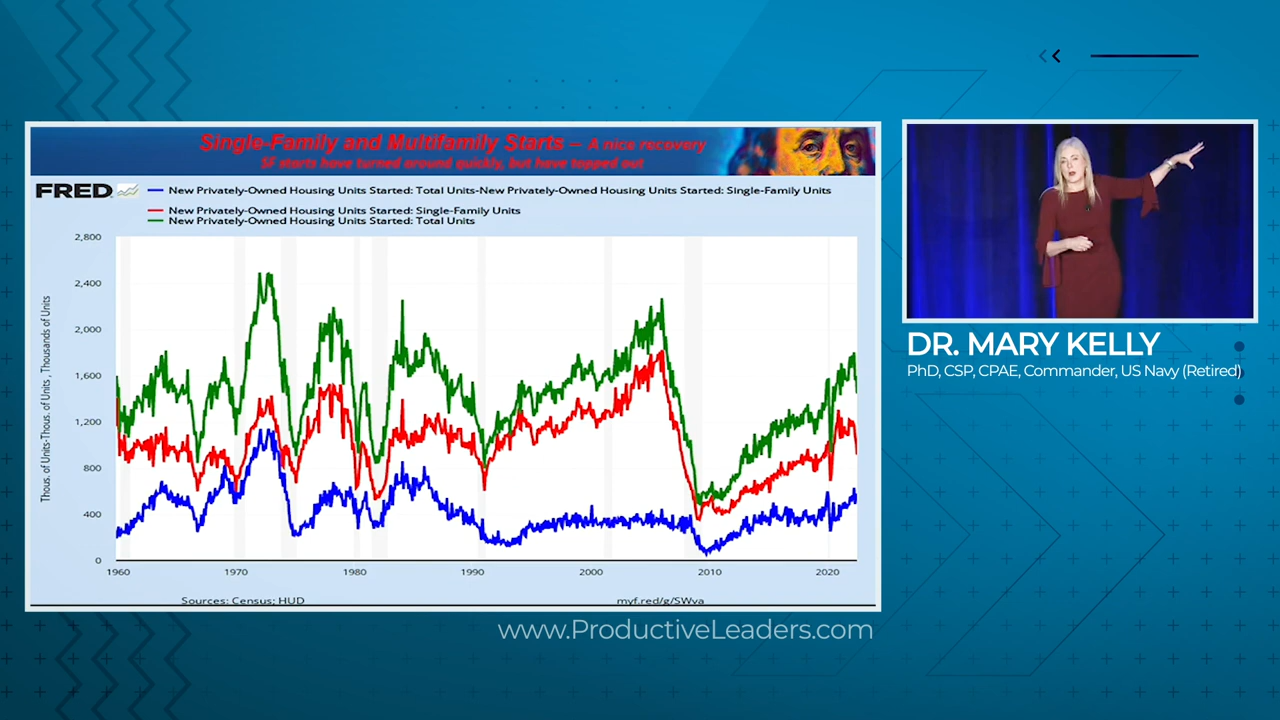 Single-Family and Multifamily Starts – A nice recovery
SF starts have turned around quickly, but have topped out
FRED
New Privately-Owned Housing Units Started: Total Units-New Privately-Owned Housing Units Started: Single-Family Units
New Privately-Owned Housing Units Started: Single-Family Units
New Privately-Owned Housing Units Started: Total Units
Thous. of Units-Thous. of Units , Thousands of Units
2,800
2,400
2,000
1,600
1,200
800
400
0
1960 1970 1980 1990 2000 2010 2020
Sources: Census; HUD myf.red/g/SWva
DR. MARY KELLY
PhD, CSP, CPAE, Commander, US Navy (Retired)
www.ProductiveLeaders.com